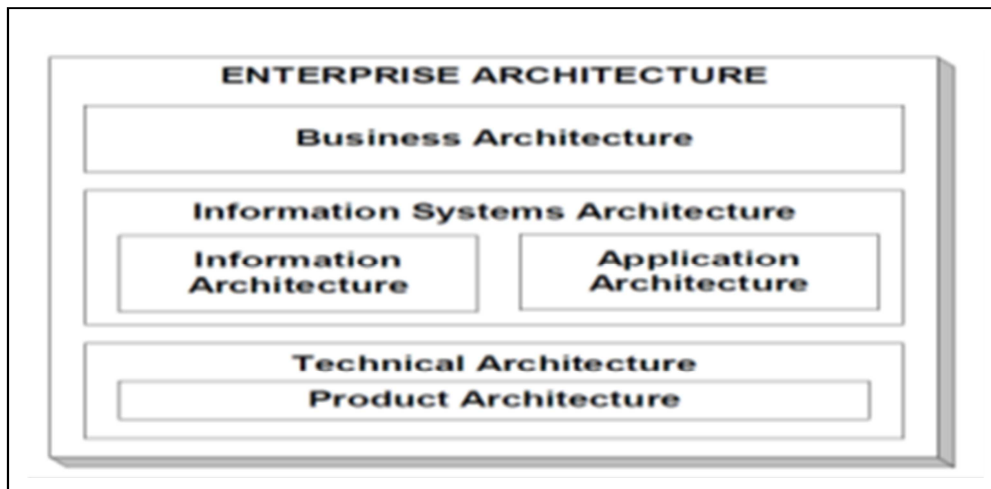 ENTERPRISE ARCHITECTURE
Business Architecture
Information Systems Architecture
Information
Architecture
Application
Architecture
Technical Architecture
Product Architecture